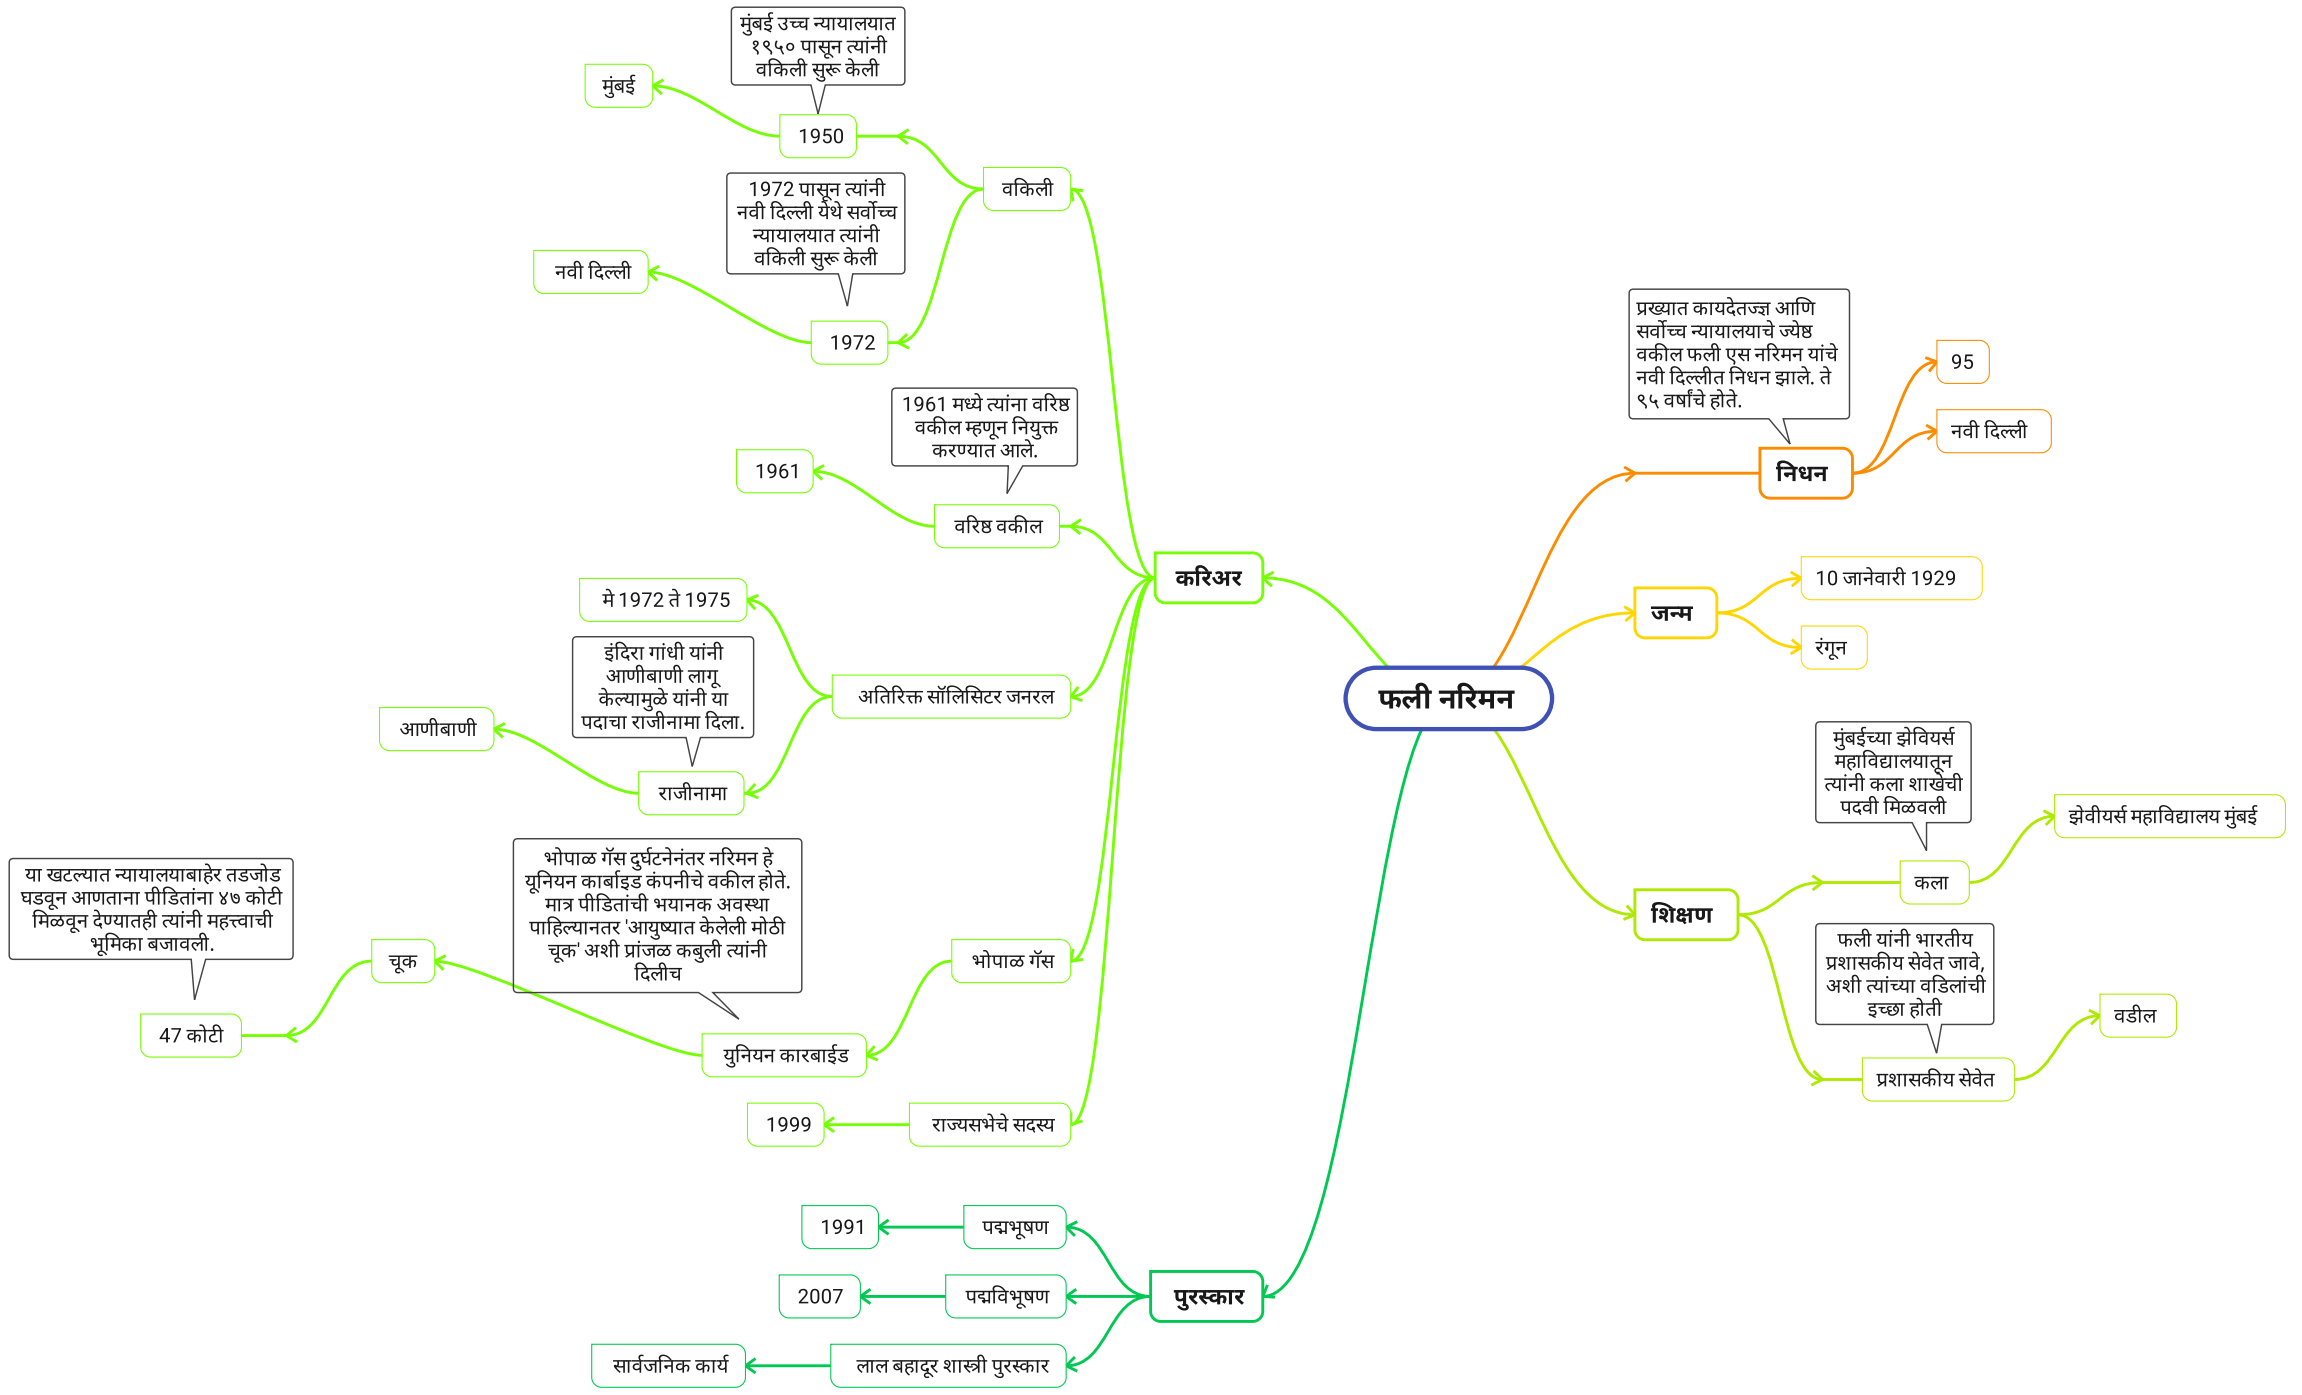 फली नरिमन
निधन
प्रख्यात कायदेतज्ज्ञ आणि
सर्वोच्च न्यायालयाचे ज्येष्ठ
वकील फली एस नरिमन यांचे
नवी दिल्लीत निधन झाले. ते
९५ वर्षांचे होते.
95
नवी दिल्ली
जन्म
10 जानेवारी 1929
रंगून
शिक्षण
मुंबईच्या झेवियर्स
महाविद्यालयातून
त्यांनी कला शाखेची
पदवी मिळवली
कला
झेवीयर्स महाविद्यालय मुंबई
फली यांनी भारतीय
प्रशासकीय सेवेत जावे,
अशी त्यांच्या वडिलांची
इच्छा होती
प्रशासकीय सेवेत
वडील
करिअर
वकिली
मुंबई उच्च न्यायालयात
१९५० पासून त्यांनी
वकिली सुरू केली
1950
मुंबई
1972 पासून त्यांनी
नवी दिल्ली येथे सर्वोच्च
न्यायालयात त्यांनी
वकिली सुरू केली
1972
नवी दिल्ली
1961 मध्ये त्यांना वरिष्ठ
वकील म्हणून नियुक्त
करण्यात आले.
वरिष्ठ वकील
1961
अतिरिक्त सॉलिसिटर जनरल
मे 1972 ते 1975
इंदिरा गांधी यांनी
आणीबाणी लागू
केल्यामुळे यांनी या
पदाचा राजीनामा दिला.
राजीनामा
आणीबाणी
भोपाळ गॅस
भोपाळ गॅस दुर्घटनेनंतर नरिमन हे
यूनियन कार्बाइड कंपनीचे वकील होते.
मात्र पीडितांची भयानक अवस्था
पाहिल्यानतर 'आयुष्यात केलेली मोठी
चूक' अशी प्रांजळ कबुली त्यांनी
दिलीच
युनियन कारबाईड
चूक
या खटल्यात न्यायालयाबाहेर तडजोड
घडवून आणताना पीडितांना ४७ कोटी
मिळवून देण्यातही त्यांनी महत्त्वाची
भूमिका बजावली.
47 कोटी
राज्यसभेचे सदस्य
1999
पुरस्कार
पद्मभूषण
1991
पद्मविभूषण
2007
लाल बहादूर शास्त्री पुरस्कार
सार्वजनिक कार्य